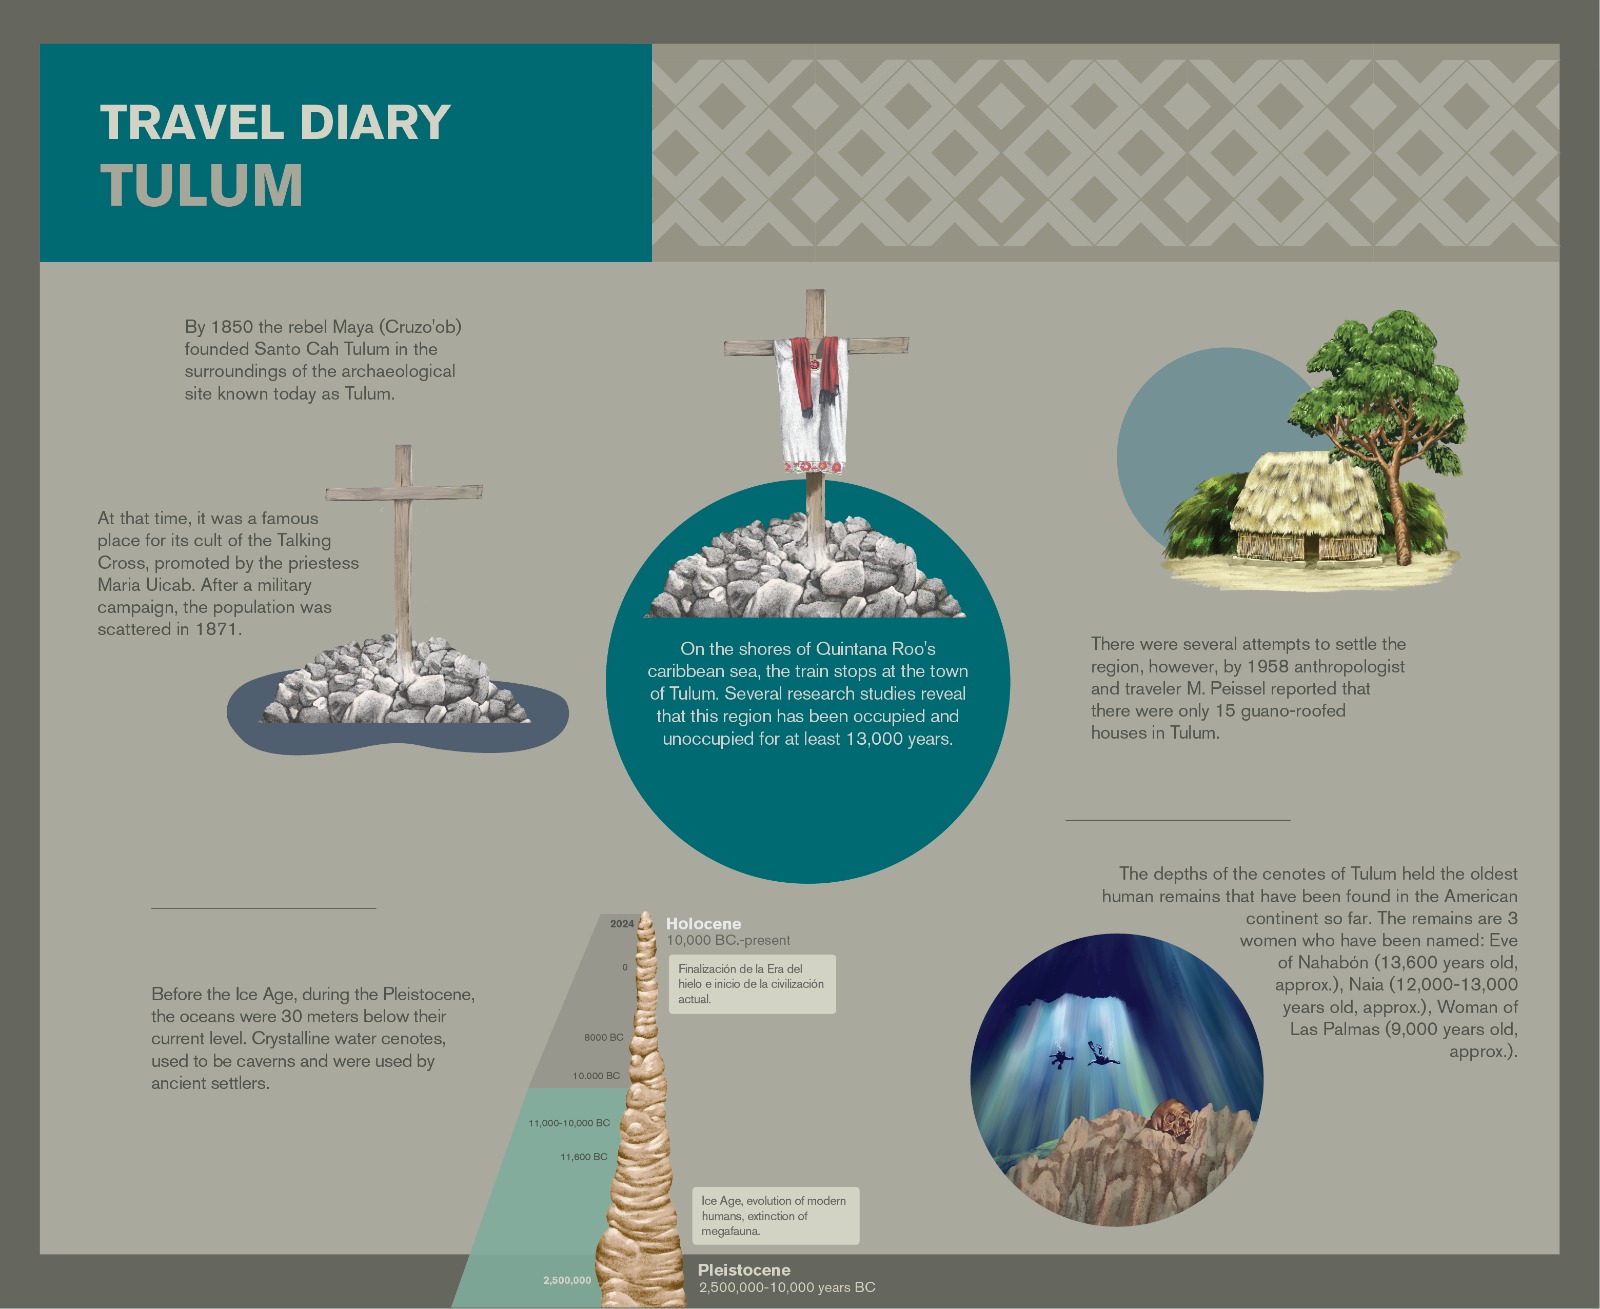 TRAVEL DIARY
TULUM
By 1850 the rebel Maya (Cruzo'ob)
founded Santo Cah Tulum in the
surroundings of the archaeological
site known today as Tulum.
At that time, it was a famous
place for its cult of the Talking
Cross, promoted by the priestess
Maria Uicab. After a military
campaign, the population was
scattered in 1871.
On the shores of Quintana Roo's
caribbean sea, the train stops at the town
of Tulum. Several research studies reveal
that this region has been occupied and
unoccupied for at least 13,000 years.
There were several attempts to settle the
region, however, by 1958 anthropologist
and traveler M. Peissel reported that
there were only 15 guano-roofed
houses in Tulum.
The depths of the cenotes of Tulum held the oldest
human remains that have been found in the American
continent so far. The remains are 3
women who have been named: Eve
of Nahabón (13,600 years old,
approx.), Naia (12,000-13,000
years old, approx.), Woman of
Las Palmas (9,000 years old,
approx.).
Before the Ice Age, during the Pleistocene,
the oceans were 30 meters below their
current level. Crystalline water cenotes,
used to be caverns and were used by
ancient settlers.
2024
0
8000 BC
10.000 BC
11,000-10,000 BC
11,600 BC
2,500,000
Holocene
10,000 BC.-present
Finalización de la Era del
hielo e inicio de la civilización
actual.
Ice Age, evolution of modern
humans, extinction of
megafauna.
Pleistocene
2,500,000-10,000 years BC